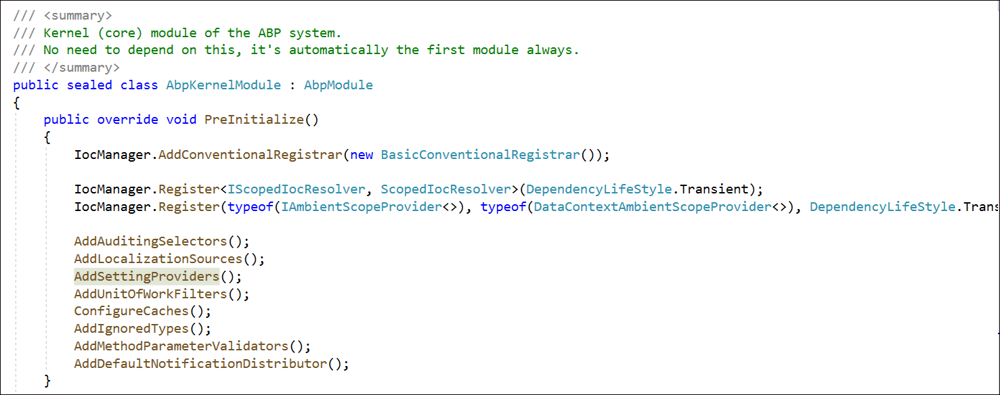 /// <summary>
/// Kernel (core) module of the ABP system.
/// No need to depend on this, it's automatically the first module always.
/// </summary>
public sealed class AbpKernelModule : AbpModule
{
    public override void PreInitialize()
    {
        IocManager.AddConventionalRegistrar(new BasicConventionalRegistrar());

        IocManager.Register<IScopedIocResolver, ScopedIocResolver>(DependencyLifeStyle.Transient);
        IocManager.Register(typeof(IAmbientScopeProvider<>), typeof(DataContextAmbientScopeProvider<>), DependencyLifeStyle.Trans

        AddAuditingSelectors();
        AddLocalizationSources();
        AddSettingProviders();
        AddUnitOfWorkFilters();
        ConfigureCaches();
        AddIgnoredTypes();
        AddMethodParameterValidators();
        AddDefaultNotificationDistributor();
    }